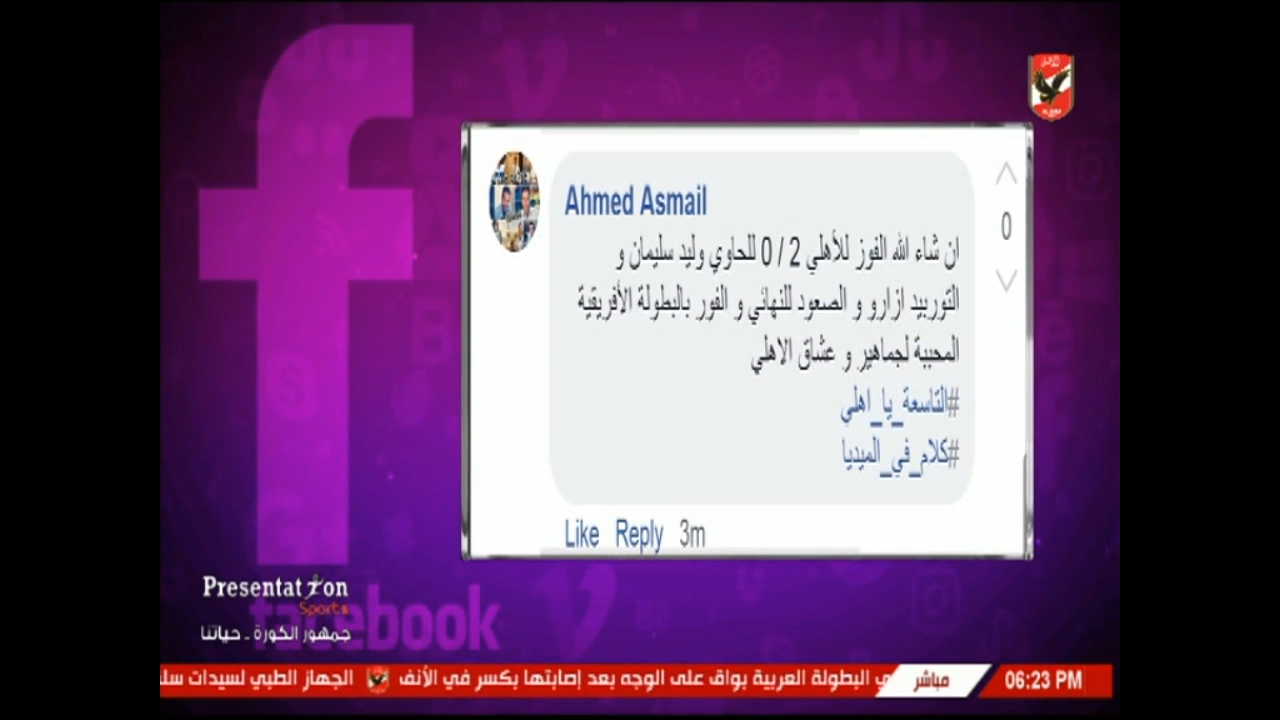 Ahmed Asmail
ان شاء الله الفوز للأهلي 2 / 0 للحاوي وليد سليمان و
التوربيد ازارو و الصعود للنهائي و الفور بالبطولة الأفريقية
المحببة لجماهير و عشاق الاهلي
#التاسعة_يا_اهلي
#كلام_في_الميديا
0
Like Reply 3m
Presentation
Sports
جمهور الكورة - حياتنا
facebook
ي البطولة العربية بواق على الوجه بعد إصابتها بكسر في الأنف
الجهاز الطبي لسيدات سل
مباشر
06:23 PM